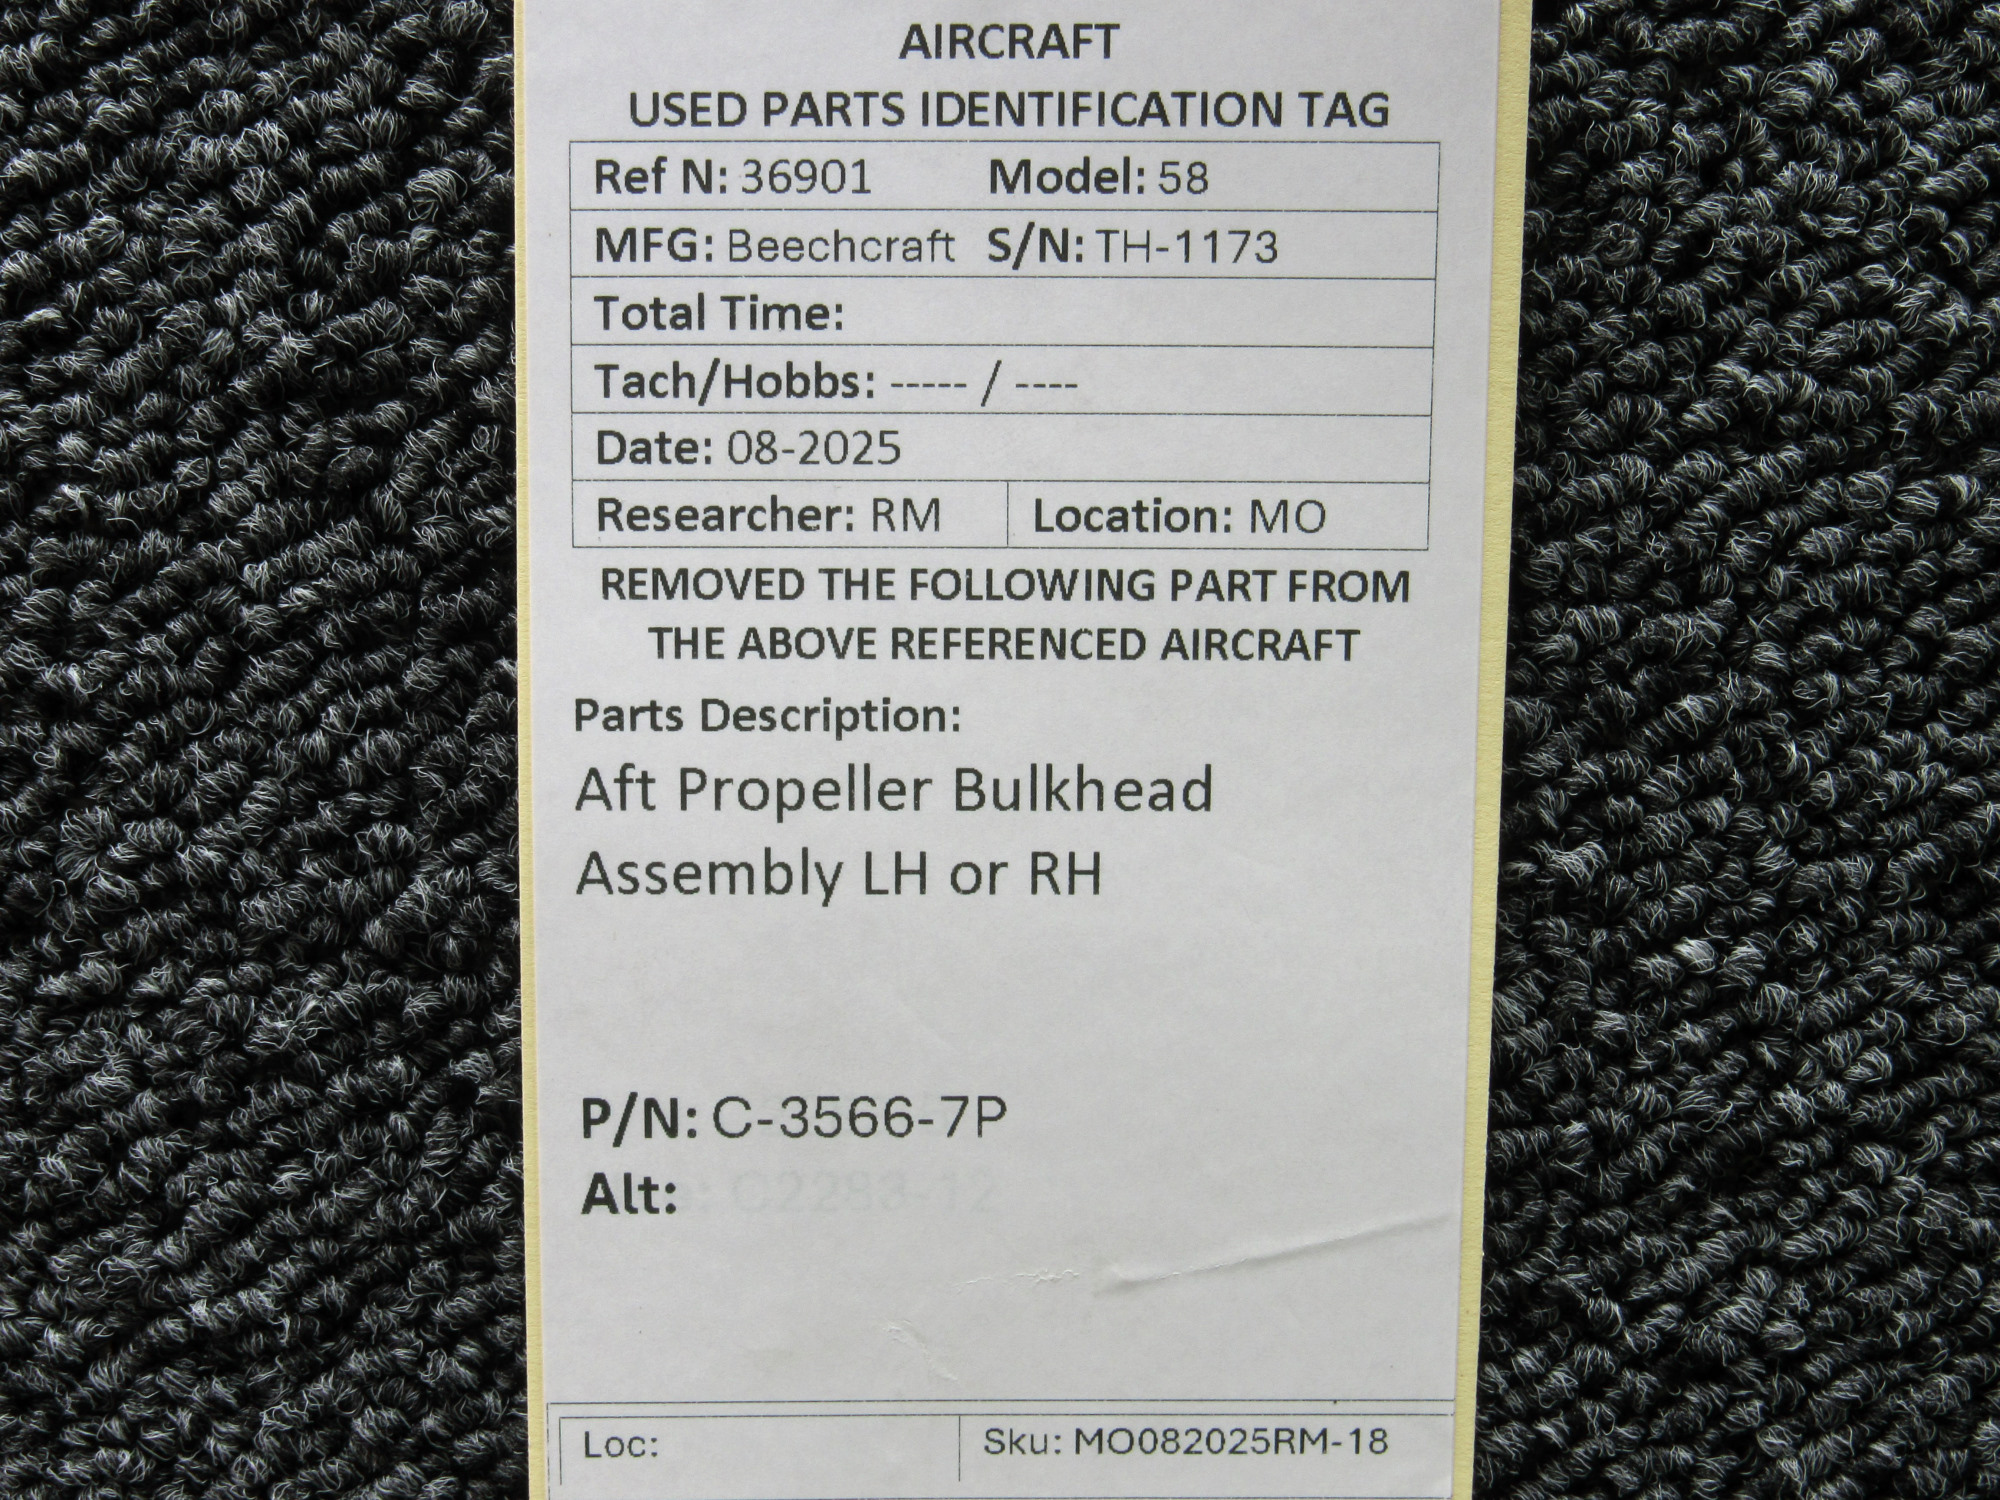 AIRCRAFT
USED PARTS IDENTIFICATION TAG
Ref N: 36901 Model: 58
MFG: Beechcraft S/N: TH-1173
Total Time:
Tach/Hobbs: ----- / ----
Date: 08-2025
Researcher: RM Location: MO
REMOVED THE FOLLOWING PART FROM
THE ABOVE REFERENCED AIRCRAFT
Parts Description:
Aft Propeller Bulkhead
Assembly LH or RH
P/N: C-3566-7P
Alt:
Loc: Sku: MO082025RM-18